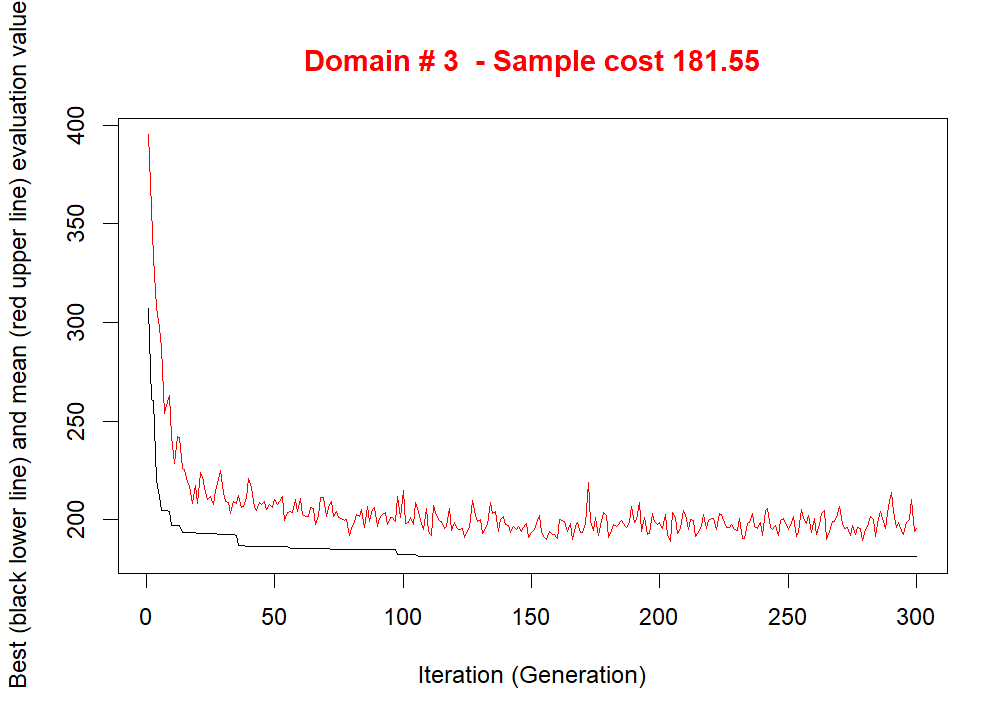 Domain # 3 - Sample cost 181.55
Best (black lower line) and mean (red upper line) evaluation value
400
350
300
250
200
0 50 100 150 200 250 300
Iteration (Generation)